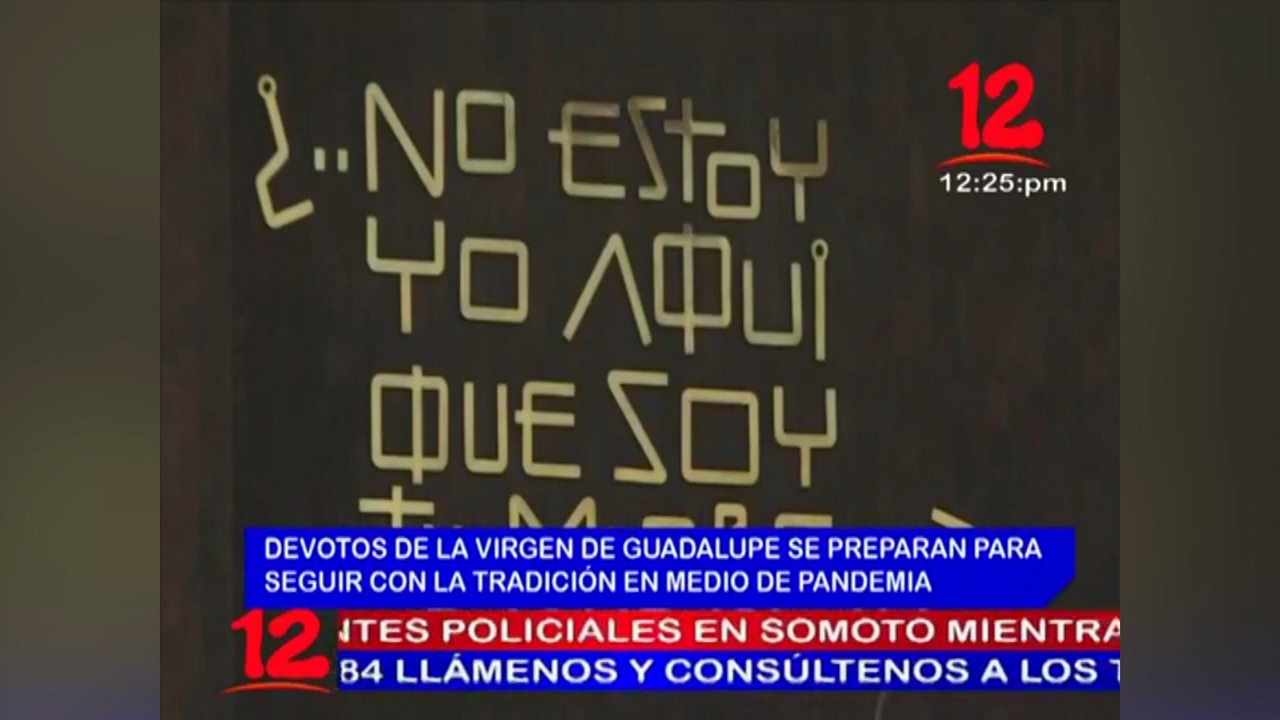 ¿..NO ESTOY
YO AQUÍ
QUE SOY
12
12:25:pm
DEVOTOS DE LA VIRGEN DE GUADALUPE SE PREPARAN PARA
SEGUIR CON LA TRADICIÓN EN MEDIO DE PANDEMIA
12
NTES POLICIALES EN SOMOTO MIENTRA
84 LLÁMENOS Y CONSÚLTENOS A LOS T